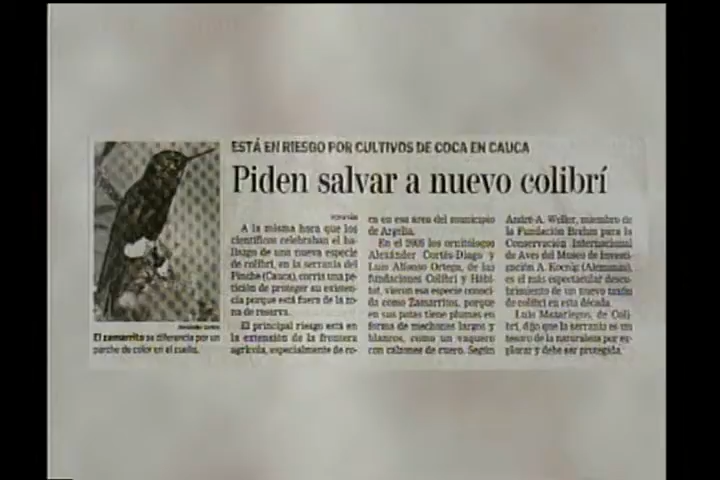 ESTÁ EN RIESGO POR CULTIVOS DE COCA EN CAUCA
Piden salvar a nuevo colibrí
POPAYÁN
A la misma hora que los
científicos celebraban el ha-
llazgo de una nueva especie
de colibrí, en la serranía del
Pinche (Cauca), corría una pe-
tición de proteger su existen-
cia porque está fuera de la zo-
na de reserva.
El principal riesgo está en
la extensión de la frontera
agrícola, especialmente de co-
ca en esa área del municipio
de Argelia.
En el 2005 los ornitólogos
Alexánder Cortés-Diago y
Luis Alfonso Ortega, de las
fundaciones Colibrí y Hábi-
tat, vieron esa especie conoci-
da como Zamarritos, porque
en sus patas tiene plumas en
forma de mechones largos y
blancos, como un vaquero
con calzones de cuero. Según
André-A. Weller, miembro de
la Fundación Brehm para la
Conservación Internacional
de Aves del Museo de Investi-
gación A. Koenig (Alemania),
es el más espectacular descu-
brimiento de un nuevo taxón
de colibrí en esta década.
Luis Mazariegos, de Coli-
brí, dijo que la serranía es un
tesoro de la naturaleza por ex-
plorar y debe ser protegida.
El zamarrito se diferencia por un
parche de color en el cuello.